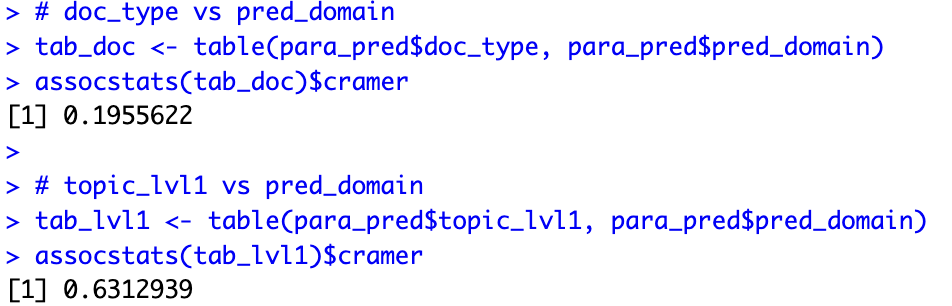 > # doc_type vs pred_domain
> tab_doc <- table(para_pred$doc_type, para_pred$pred_domain)
> assocstats(tab_doc)$cramer
[1] 0.1955622
>
> # topic_lvl1 vs pred_domain
> tab_lvl1 <- table(para_pred$topic_lvl1, para_pred$pred_domain)
> assocstats(tab_lvl1)$cramer
[1] 0.6312939